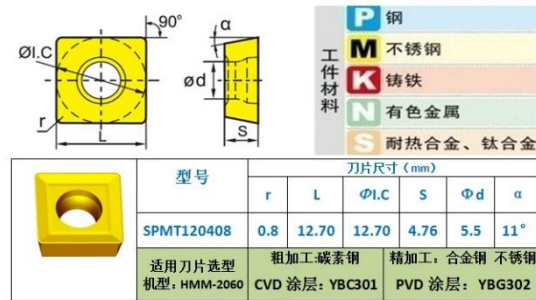 90°
α
ØI.C
ød
r
L
S
工件材料
P 钢
M 不锈钢
K 铸铁
N 有色金属
S 耐热合金、钛合金
型号
刀片尺寸(mm)
r L ΦI.C S Φd α
SPMT120408 0.8 12.70 12.70 4.76 5.5 11°
适用刀片选型
机型:HMM-2060
粗加工:碳素钢
CVD 涂层:YBC301
精加工:合金钢 不锈钢
PVD 涂层:YBG302